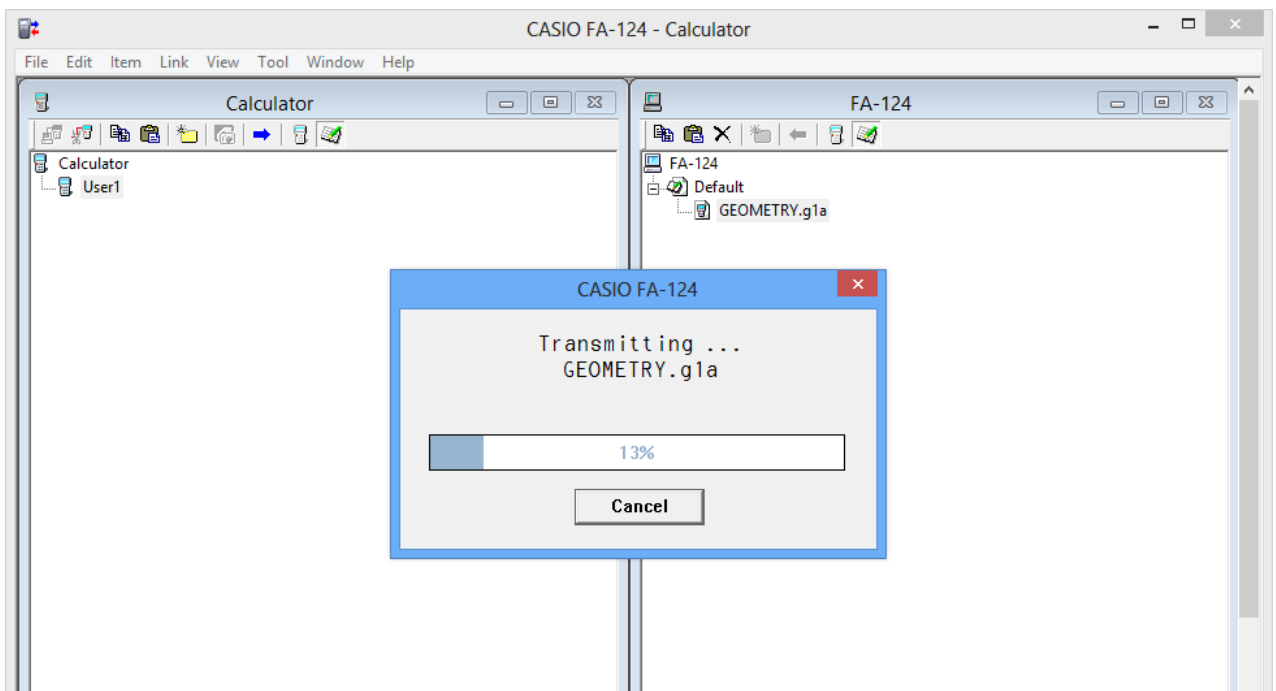 CASIO FA-124 - Calculator
File Edit Item Link View Tool Window Help
Calculator
Calculator
User1
FA-124
FA-124
Default
GEOMETRY.g1a
CASIO FA-124
Transmitting ...
GEOMETRY.g1a
13%
Cancel